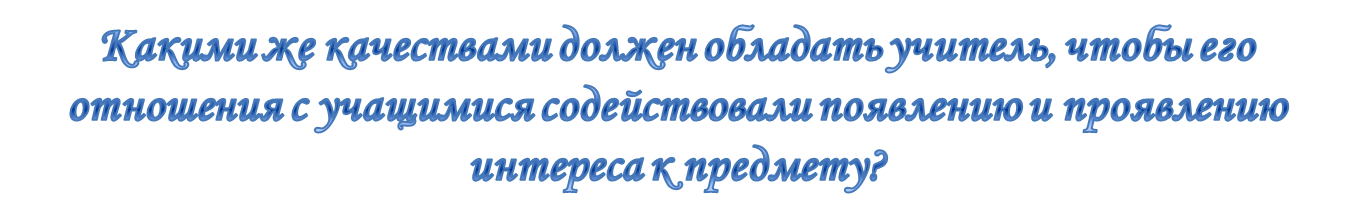 Какими же качествами должен обладать учитель, чтобы его
отношения с учащимися содействовали появлению и проявлению
интереса к предмету?